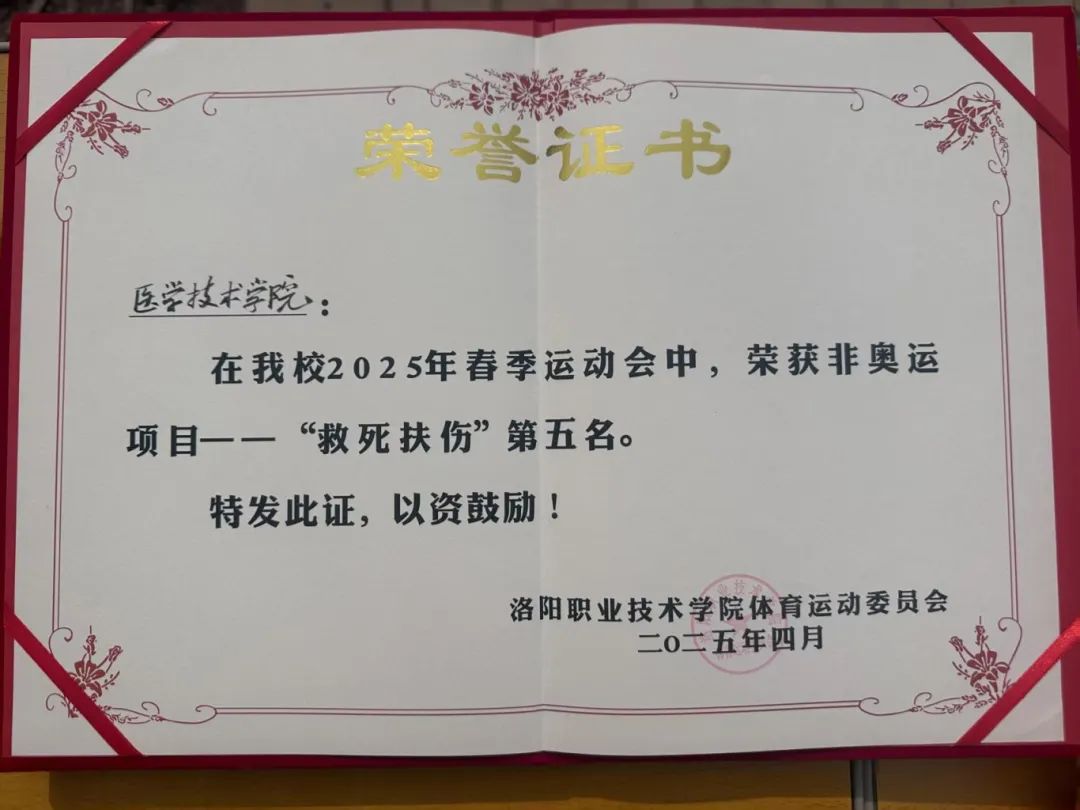 荣誉证书
医学技术学院：
在我校2025年春季运动会中，荣获非奥运
项目——“救死扶伤”第五名。
特发此证，以资鼓励！
洛阳职业技术学院体育运动委员会
二〇二五年四月